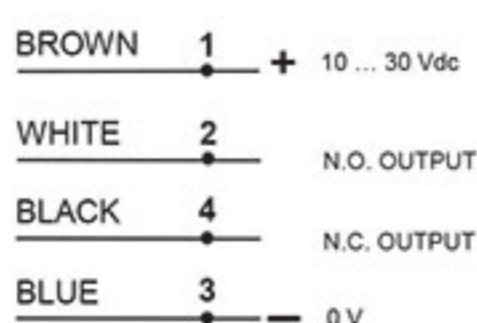 BROWN 1 + 10 ... 30 Vdc
WHITE 2 N.O. OUTPUT
BLACK 4 N.C. OUTPUT
BLUE 3 — 0 V